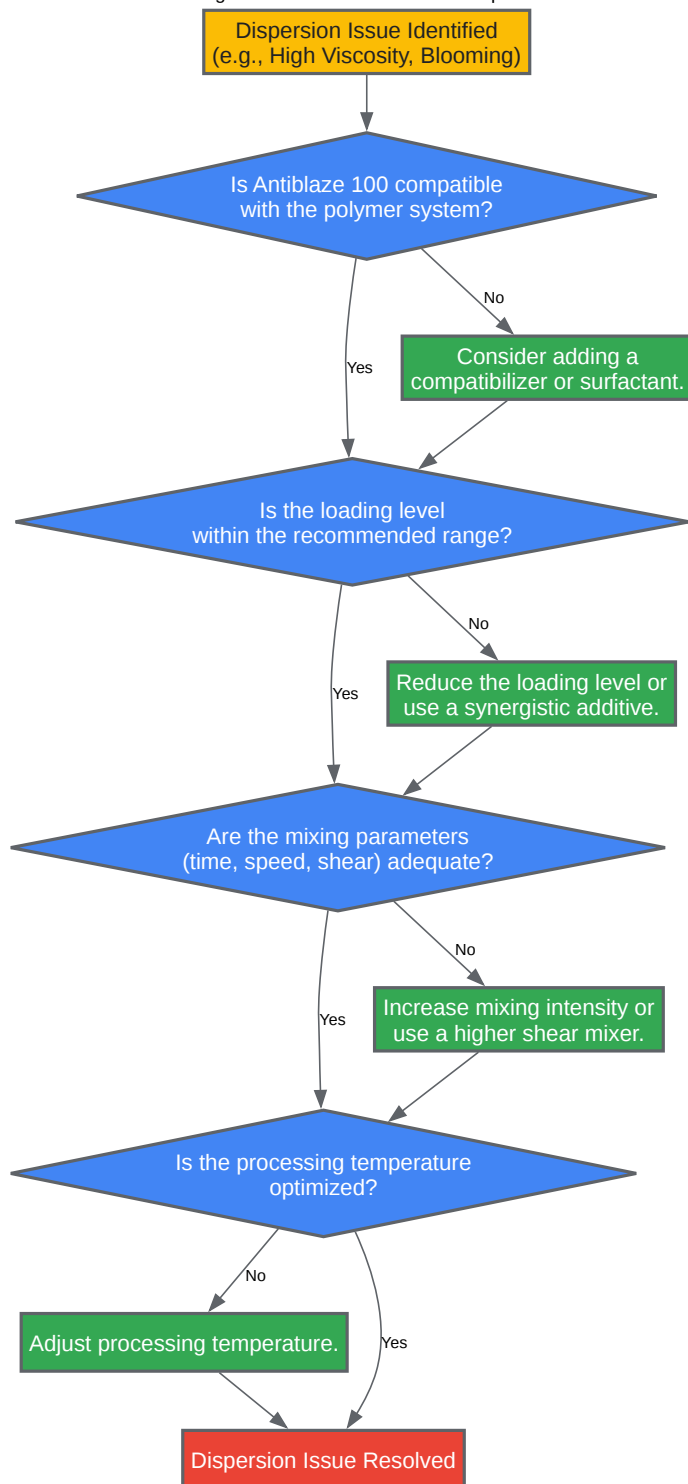 Dispersion Issue Identified
(e.g., High Viscosity, Blooming)
Is Antiblaze 100 compatible
with the polymer system?
No
Yes
Consider adding a
compatibilizer or surfactant.
Is the loading level
within the recommended range?
No
Yes
Reduce the loading level or
use a synergistic additive.
Are the mixing parameters
(time, speed, shear) adequate?
No
Yes
Increase mixing intensity or
use a higher shear mixer.
Is the processing temperature
optimized?
No
Yes
Adjust processing temperature.
Dispersion Issue Resolved